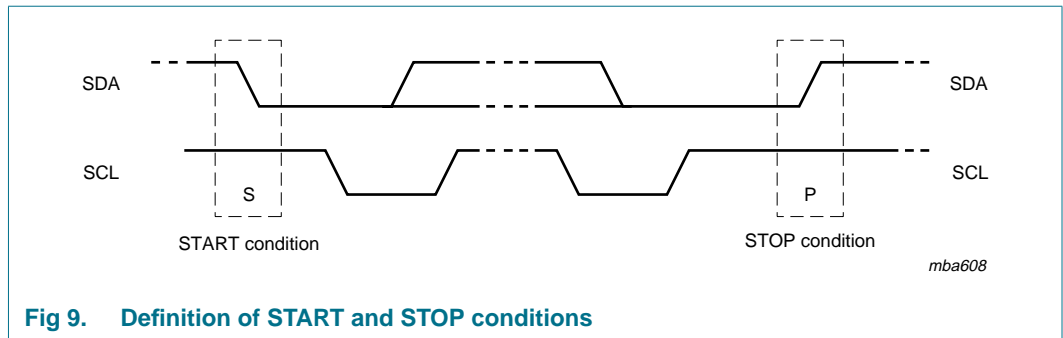 SDA
SDA
SCL
SCL
S
P
START condition
STOP condition
mba608
Fig 9. Definition of START and STOP conditions